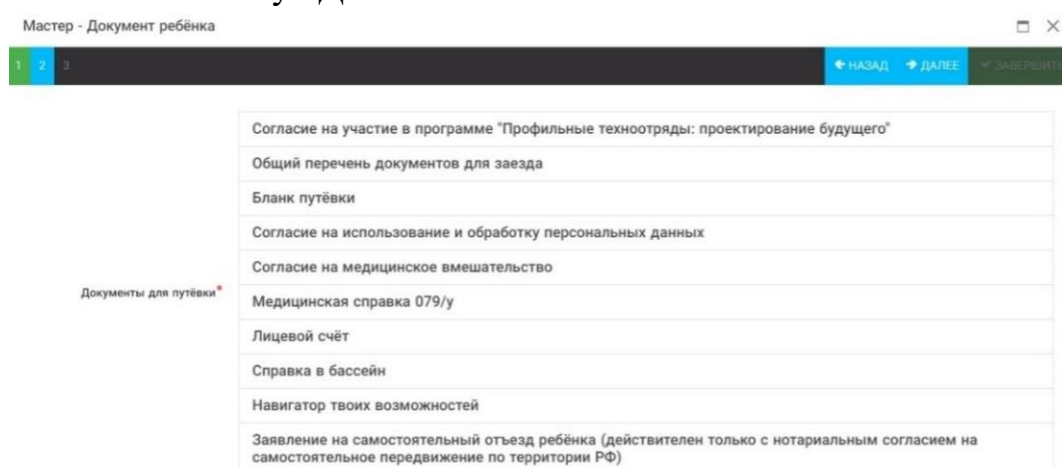 Мастер - Документ ребёнка
1 2 3 НАЗАД ДАЛЕЕ ЗАВЕРШИТЬ
Согласие на участие в программе "Профильные техноотряды: проектирование будущего"
Общий перечень документов для заезда
Бланк путёвки
Согласие на использование и обработку персональных данных
Согласие на медицинское вмешательство
Документы для путёвки*
Медицинская справка 079/у
Лицевой счёт
Справка в бассейн
Навигатор твоих возможностей
Заявление на самостоятельный отъезд ребёнка (действителен только с нотариальным согласием на
самостоятельное передвижение по территории РФ)